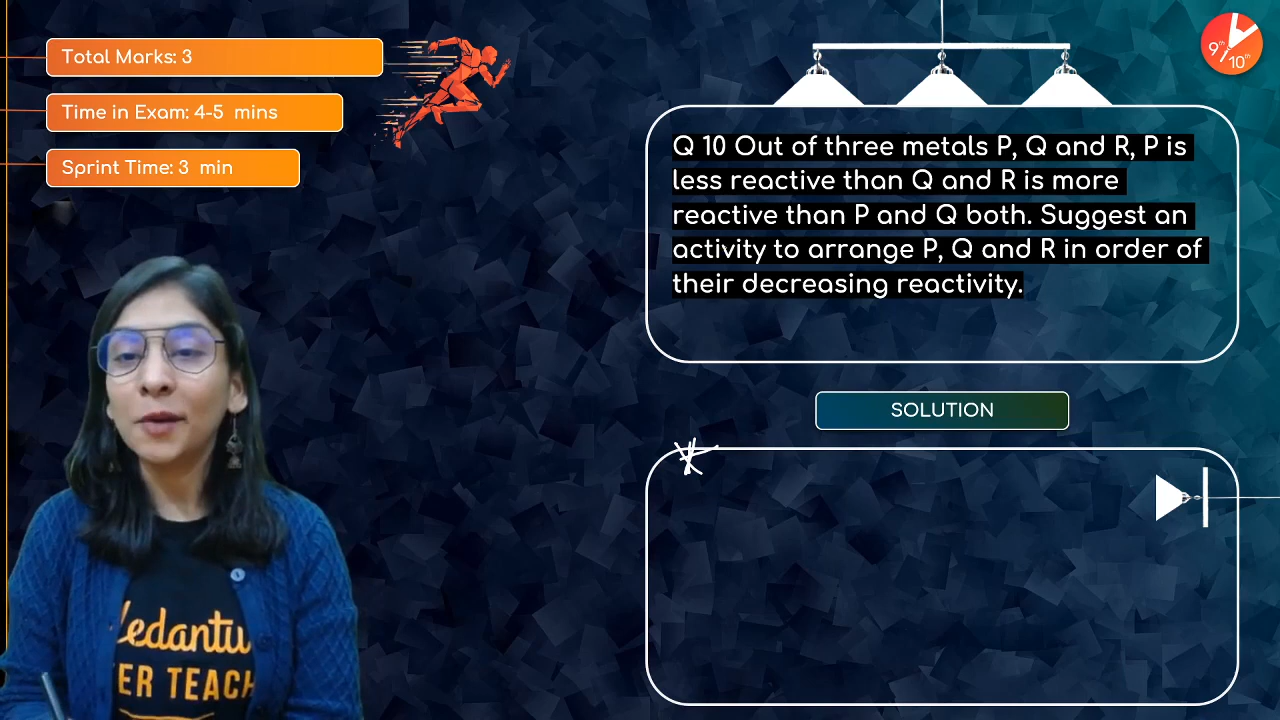 Total Marks: 3
Time in Exam: 4-5 mins
Sprint Time: 3 min
9th
10th
Q 10 Out of three metals P, Q and R, P is
less reactive than Q and R is more
reactive than P and Q both. Suggest an
activity to arrange P, Q and R in order of
their decreasing reactivity.
SOLUTION
Vedantu
TER TEACH